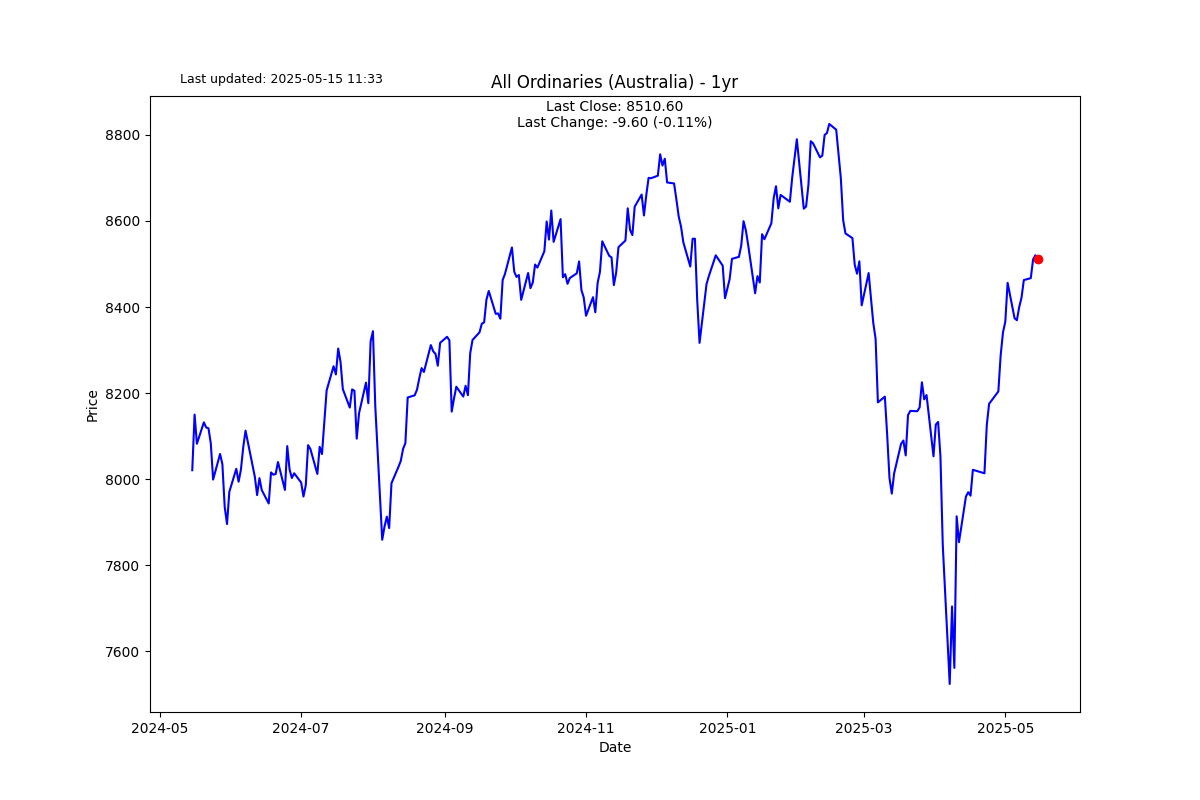 Last updated: 2025-05-15 11:33
All Ordinaries (Australia) - 1yr
Last Close: 8510.60
Last Change: -9.60 (-0.11%)
Price
8800
8600
8400
8200
8000
7800
7600
2024-05 2024-07 2024-09 2024-11 2025-01 2025-03 2025-05
Date